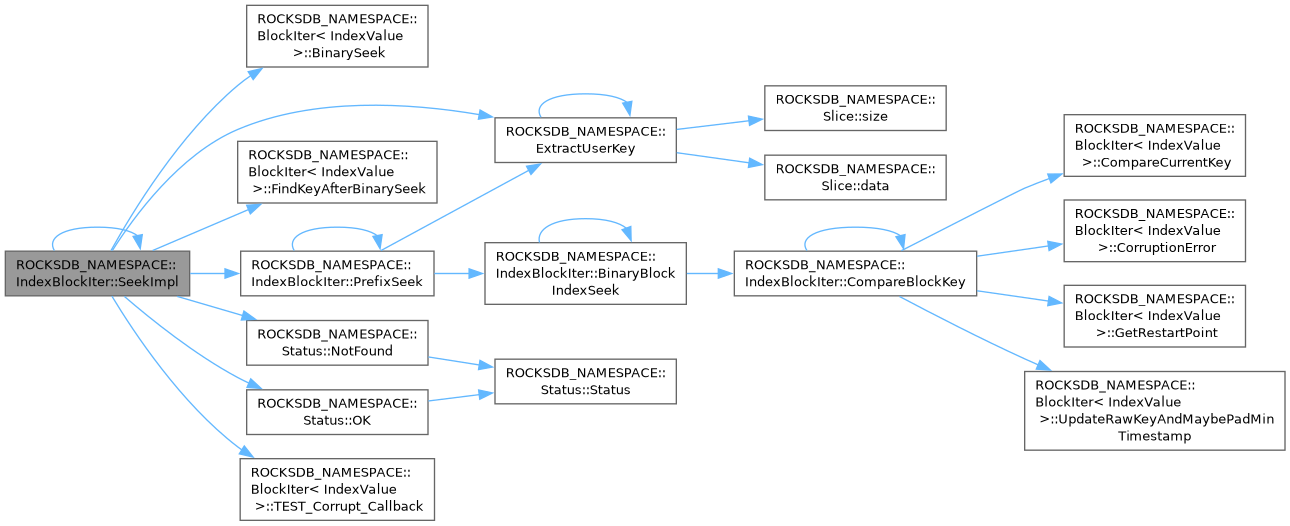 ROCKSDB_NAMESPACE::
BlockIter< IndexValue
>::BinarySeek
ROCKSDB_NAMESPACE::
Slice::size
ROCKSDB_NAMESPACE::
ExtractUserKey
ROCKSDB_NAMESPACE::
BlockIter< IndexValue
>::CompareCurrentKey
ROCKSDB_NAMESPACE::
BlockIter< IndexValue
>::FindKeyAfterBinarySeek
ROCKSDB_NAMESPACE::
Slice::data
ROCKSDB_NAMESPACE::
BlockIter< IndexValue
>::CorruptionError
ROCKSDB_NAMESPACE::
IndexBlockIter::SeekImpl
ROCKSDB_NAMESPACE::
IndexBlockIter::PrefixSeek
ROCKSDB_NAMESPACE::
IndexBlockIter::BinaryBlock
IndexSeek
ROCKSDB_NAMESPACE::
IndexBlockIter::CompareBlockKey
ROCKSDB_NAMESPACE::
BlockIter< IndexValue
>::GetRestartPoint
ROCKSDB_NAMESPACE::
Status::NotFound
ROCKSDB_NAMESPACE::
Status::Status
ROCKSDB_NAMESPACE::
BlockIter< IndexValue
>::UpdateRawKeyAndMaybePadMin
Timestamp
ROCKSDB_NAMESPACE::
Status::OK
ROCKSDB_NAMESPACE::
BlockIter< IndexValue
>::TEST_Corrupt_Callback